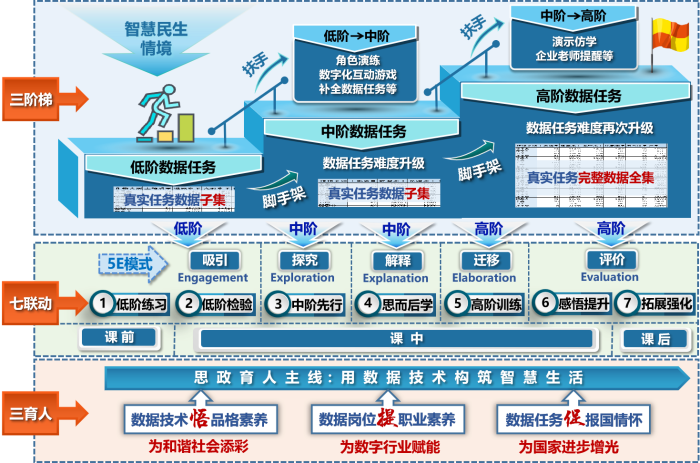 智慧民生
情境
低阶→中阶
角色演练
数字化互动游戏
补全数据任务等
中阶→高阶
演示仿学
企业老师提醒等
扶手
扶手
三阶梯
高阶数据任务
中阶数据任务
数据任务难度再次升级
低阶数据任务
数据任务难度升级
真实任务数据子集
脚手架
真实任务数据子集
脚手架
真实任务完整数据全集
低阶
中阶
中阶
高阶
高阶
5E模式
吸引
探究
解释
迁移
评价
Engagement
Exploration
Explanation
Elaboration
Evaluation
七联动
1 低阶练习
2 低阶检验
3 中阶先行
4 思而后学
5 高阶训练
6 感悟提升
7 拓展强化
课前
课中
课后
思政育人主线:用数据技术构筑智慧生活
三育人
数据技术悟品格素养
数据岗位提职业素养
数据任务促报国情怀
为和谐社会添彩
为数字行业赋能
为国家进步增光